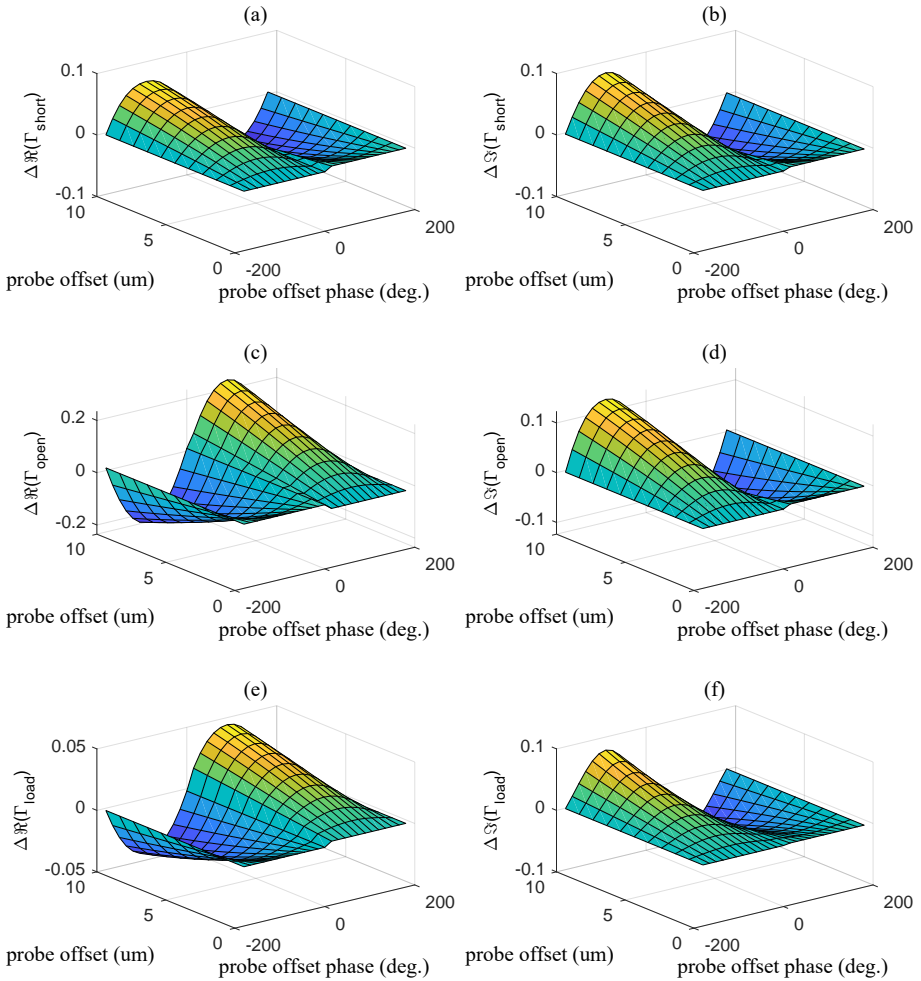 (a)
0.1
0
-0.1
Δ ℜ(Γshort)
10
5
0
probe offset (um)
-200
0
200
probe offset phase (deg.)
(b)
0.1
0
-0.1
Δ ℑ(Γshort)
10
5
0
probe offset (um)
-200
0
200
probe offset phase (deg.)
(c)
0.2
0
-0.2
Δ ℜ(Γopen)
10
5
0
probe offset (um)
-200
0
200
probe offset phase (deg.)
(d)
0.1
0
-0.1
Δ ℑ(Γopen)
10
5
0
probe offset (um)
-200
0
200
probe offset phase (deg.)
(e)
0.05
0
-0.05
Δ ℜ(Γload)
10
5
0
probe offset (um)
-200
0
200
probe offset phase (deg.)
(f)
0.1
0
-0.1
Δ ℑ(Γload)
10
5
0
probe offset (um)
-200
0
200
probe offset phase (deg.)